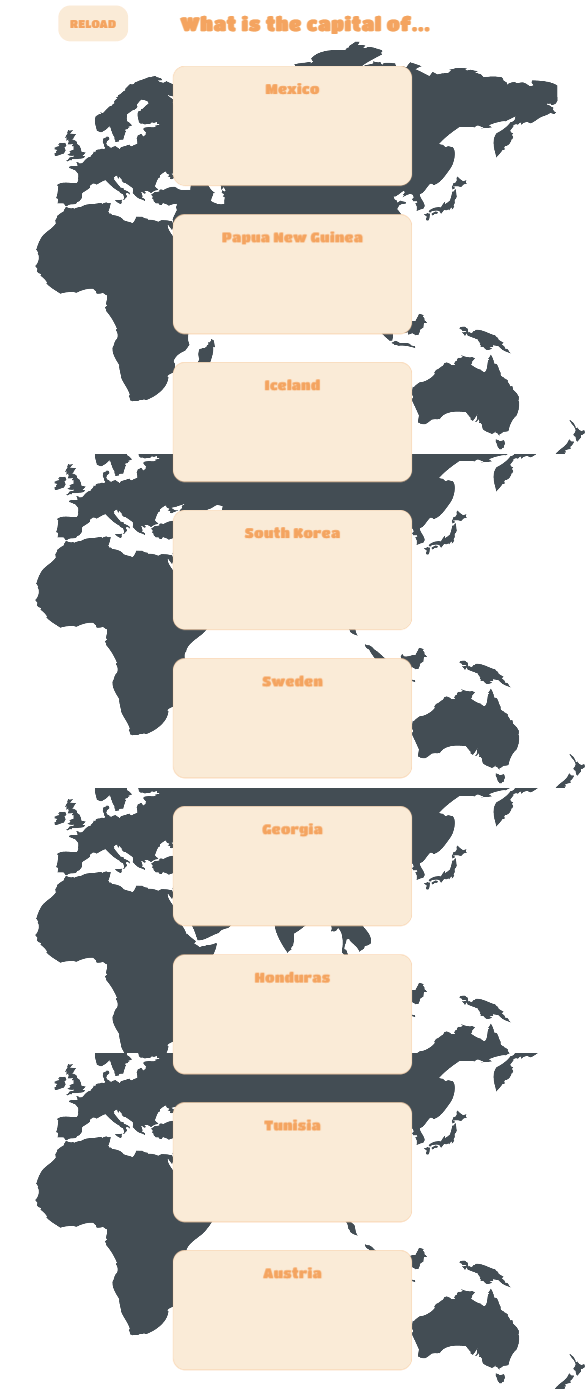 RELOAD
What is the capital of...
Mexico
Papua New Guinea
Iceland
South Korea
Sweden
Georgia
Honduras
Tunisia
Austria